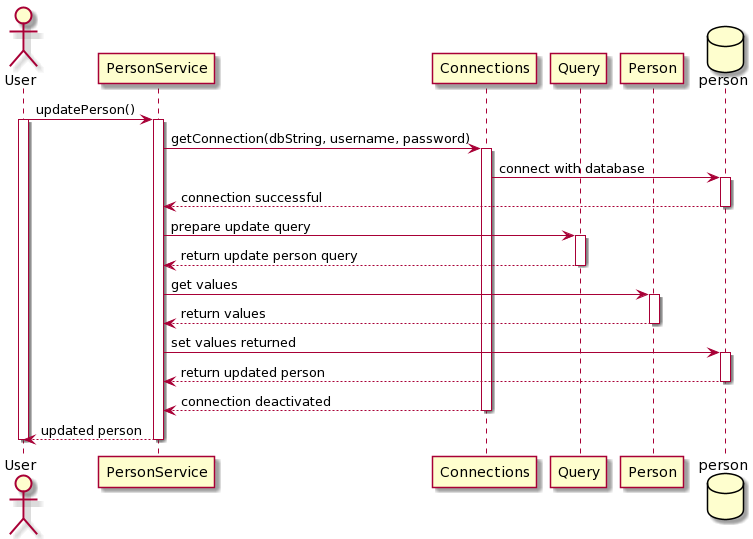 User
PersonService
Connections
Query
Person
person
updatePerson()
getConnection(dbString, username, password)
connect with database
connection successful
prepare update query
return update person query
get values
return values
set values returned
return updated person
connection deactivated
updated person
User
PersonService
Connections
Query
Person
person